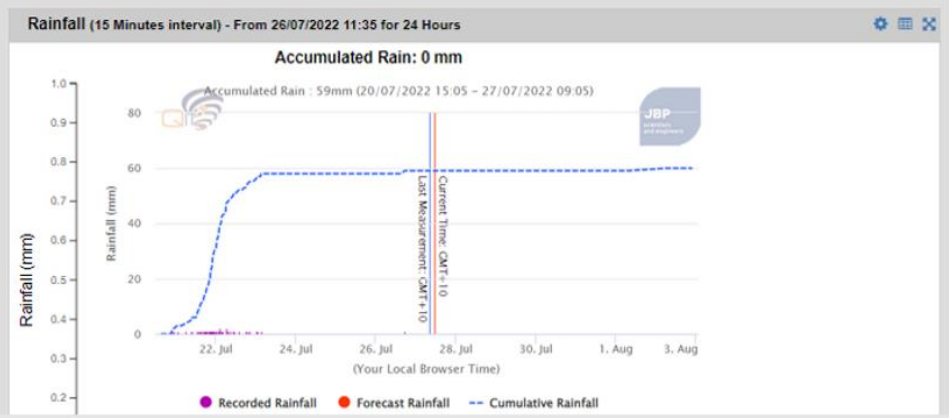 Rainfall (15 Minutes interval) - From 26/07/2022 11:35 for 24 Hours
Accumulated Rain: 0 mm
Accumulated Rain : 59mm (20/07/2022 15:05 - 27/07/2022 09:05)
JBP
scientists
and engineers
Rainfall (mm)
1.0
0.9
0.8
0.7
0.6
0.5
0.4
0.3
0.2
Rainfall (mm)
80
60
40
20
0
Last Measurement: GMT+10
Current Time: GMT+10
22. Jul
24. Jul
26. Jul
28. Jul
30. Jul
1. Aug
3. Aug
(Your Local Browser Time)
Recorded Rainfall
Forecast Rainfall
Cumulative Rainfall